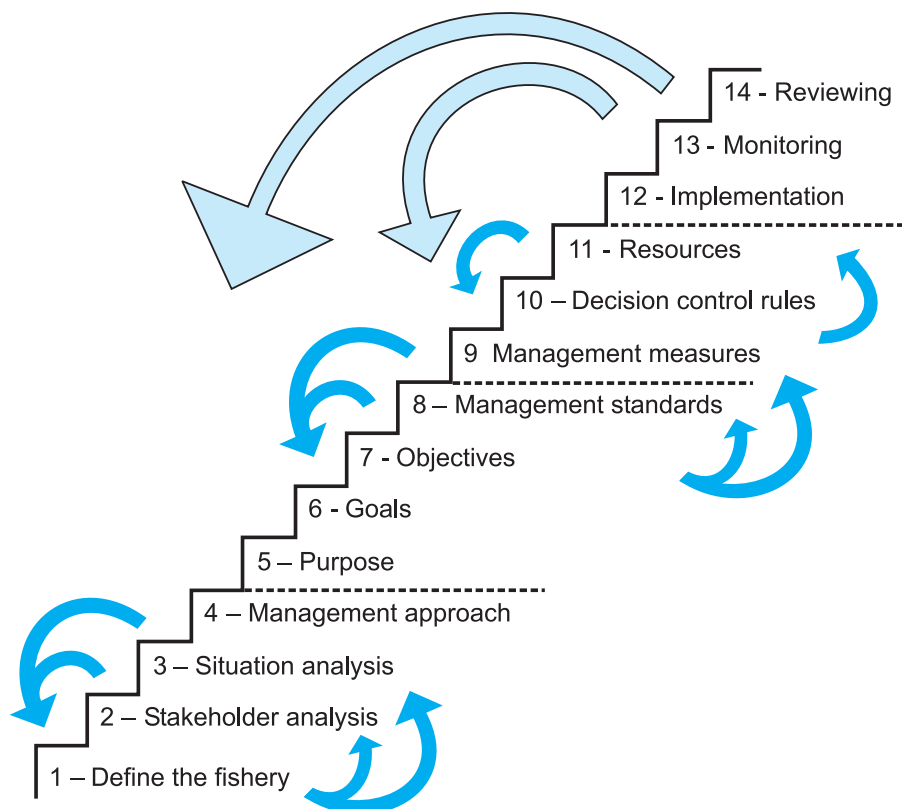 14 - Reviewing
13 - Monitoring
12 - Implementation
11 - Resources
10 – Decision control rules
9 Management measures
8 – Management standards
7 - Objectives
6 - Goals
5 – Purpose
4 – Management approach
3 – Situation analysis
2 – Stakeholder analysis
1 – Define the fishery